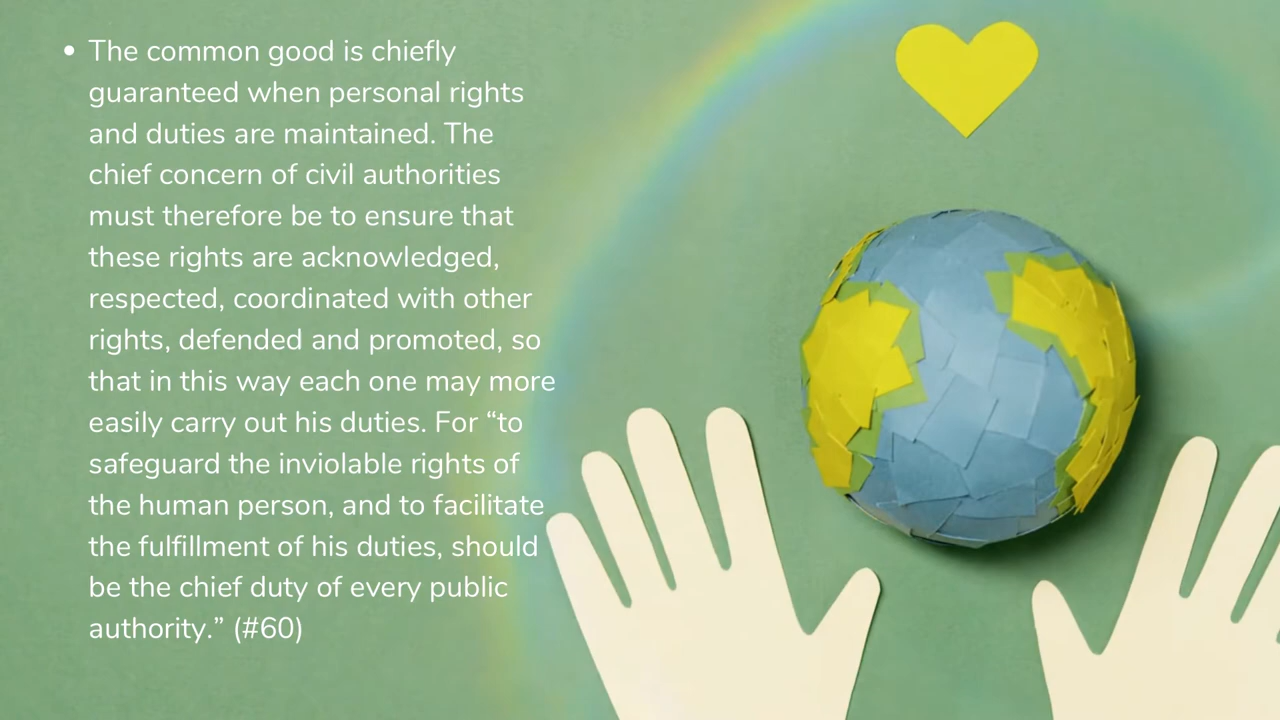 • The common good is chiefly
guaranteed when personal rights
and duties are maintained. The
chief concern of civil authorities
must therefore be to ensure that
these rights are acknowledged,
respected, coordinated with other
rights, defended and promoted, so
that in this way each one may more
easily carry out his duties. For “to
safeguard the inviolable rights of
the human person, and to facilitate
the fulfillment of his duties, should
be the chief duty of every public
authority.” (#60)